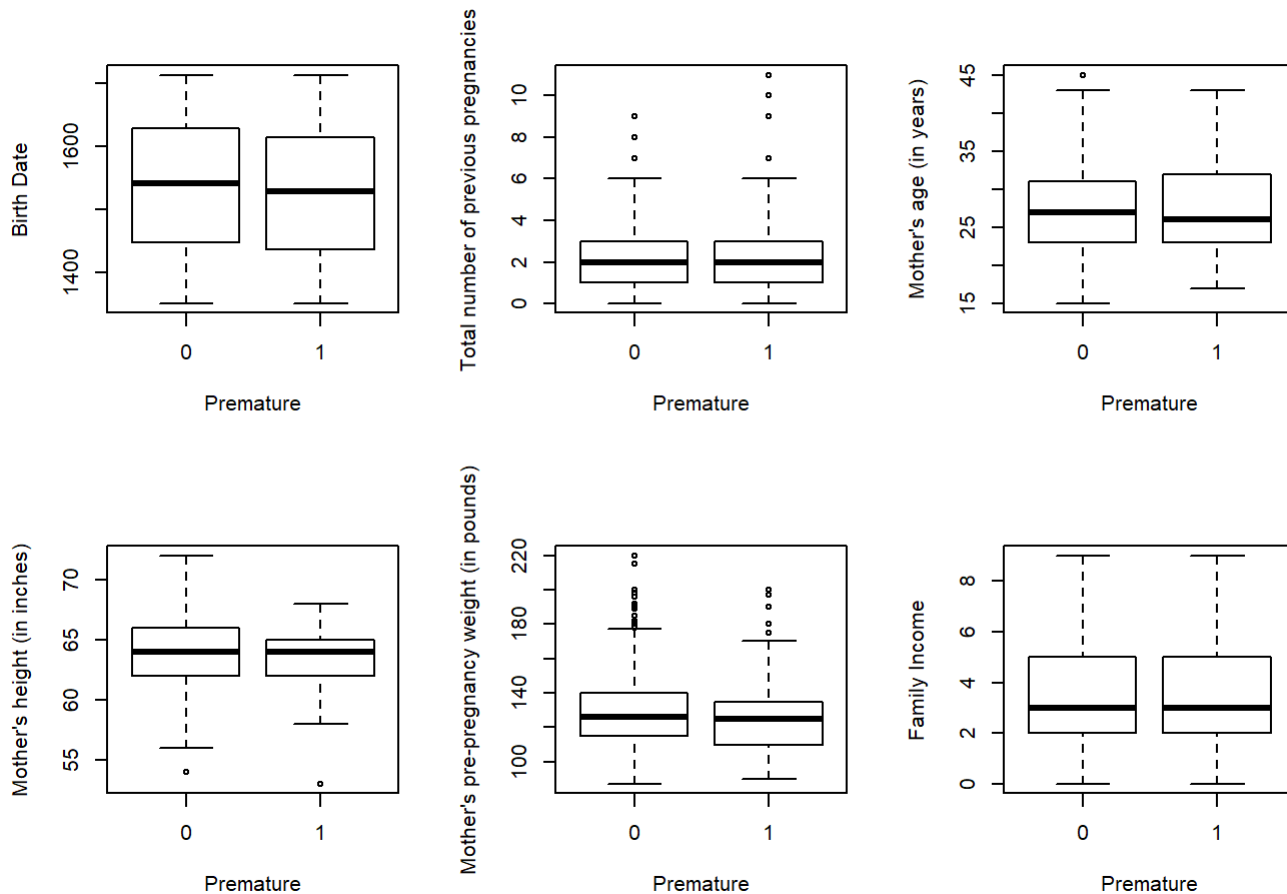 Birth Date
1600
1400
0 1
Premature
Total number of previous pregnancies
10
8
6
4
2
0
0 1
Premature
Mother's age (in years)
45
35
25
15
0 1
Premature
Mother's height (in inches)
70
65
60
55
0 1
Premature
Mother's pre-pregnancy weight (in pounds)
220
180
140
100
0 1
Premature
Family Income
8
6
4
2
0
0 1
Premature